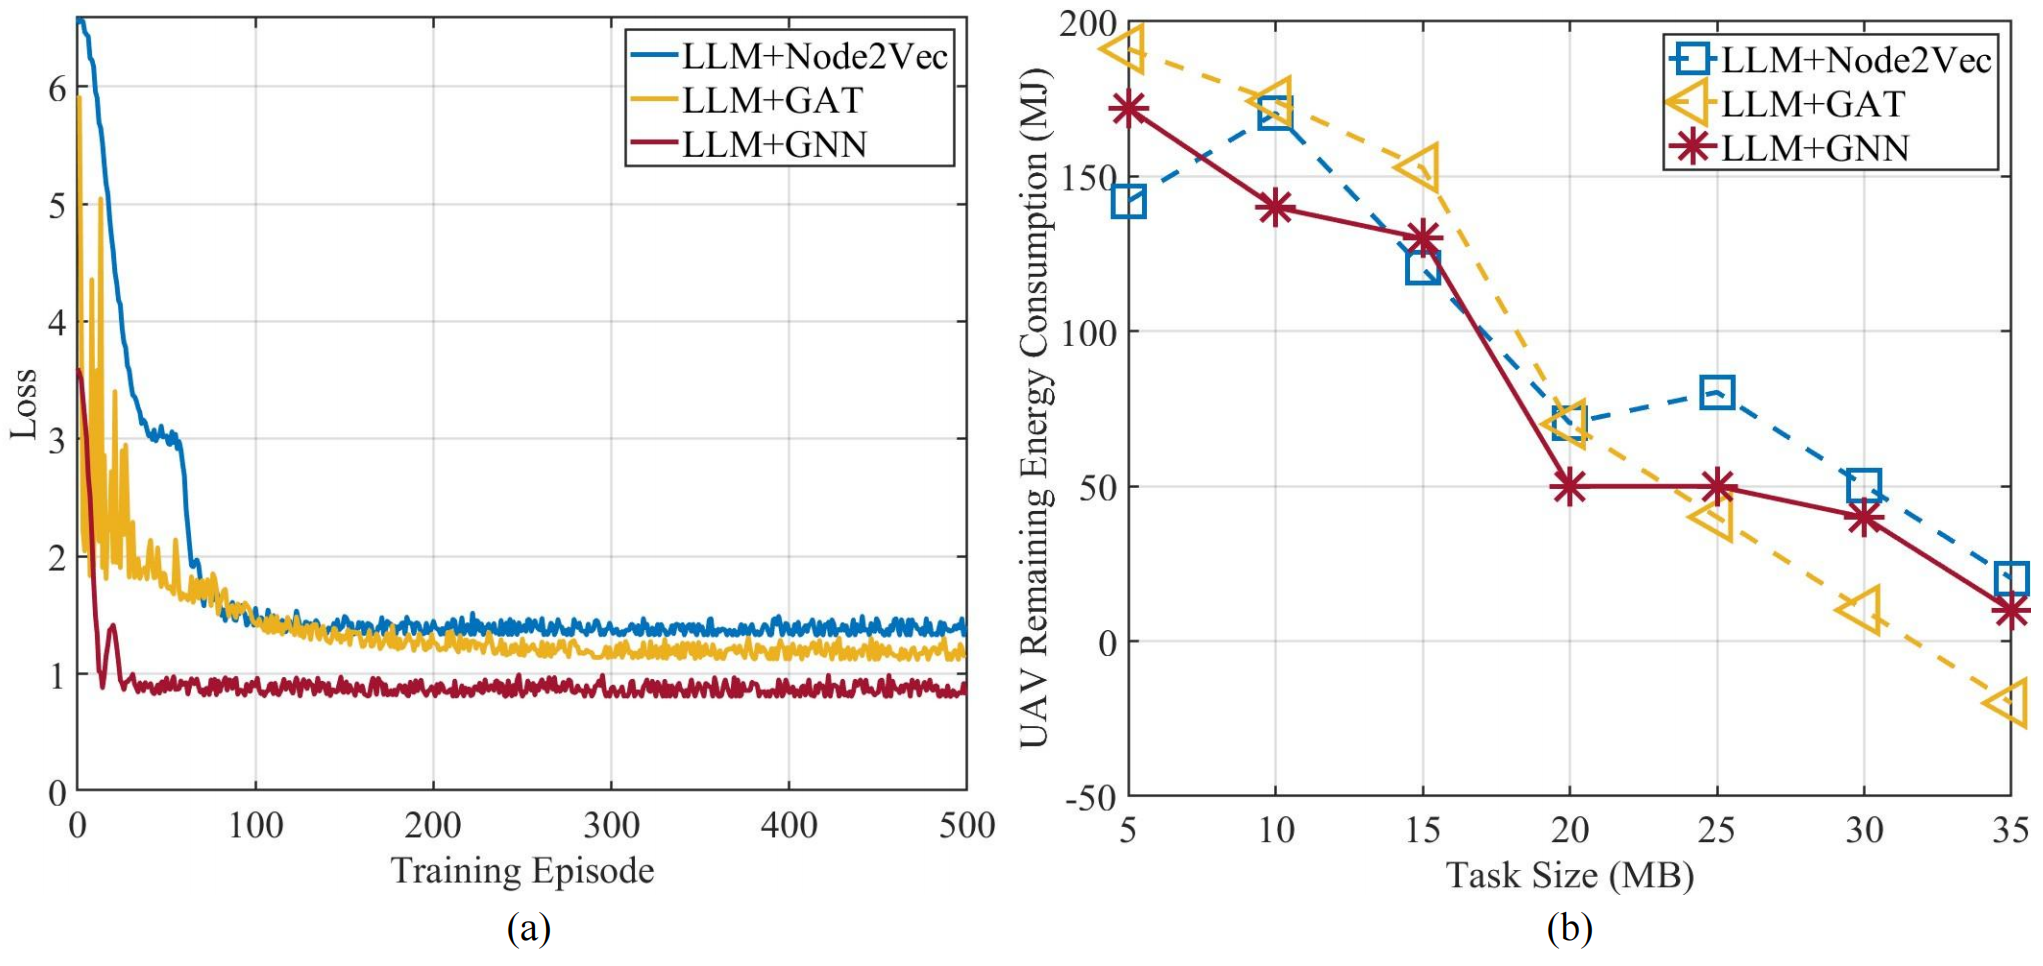 LLM+Node2Vec
LLM+GAT
LLM+GNN
Loss
6
5
4
3
2
1
0
0 100 200 300 400 500
Training Episode
(a)
LLM+Node2Vec
LLM+GAT
LLM+GNN
UAV Remaining Energy Consumption (MJ)
200
150
100
50
0
-50
5 10 15 20 25 30 35
Task Size (MB)
(b)